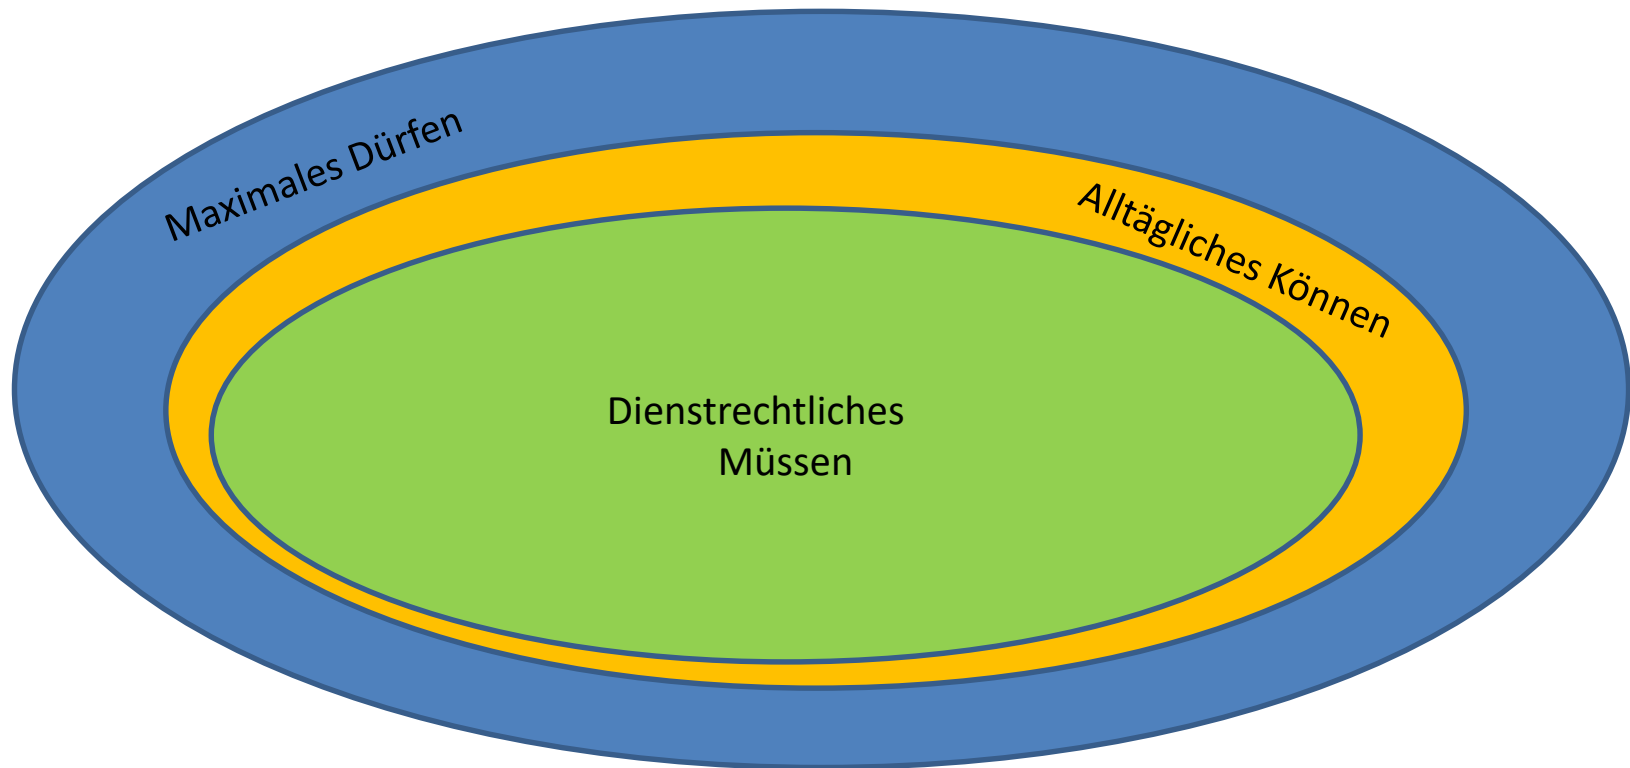 Maximales Dürfen
Alltägliches Können
Dienstrechtliches
Müssen